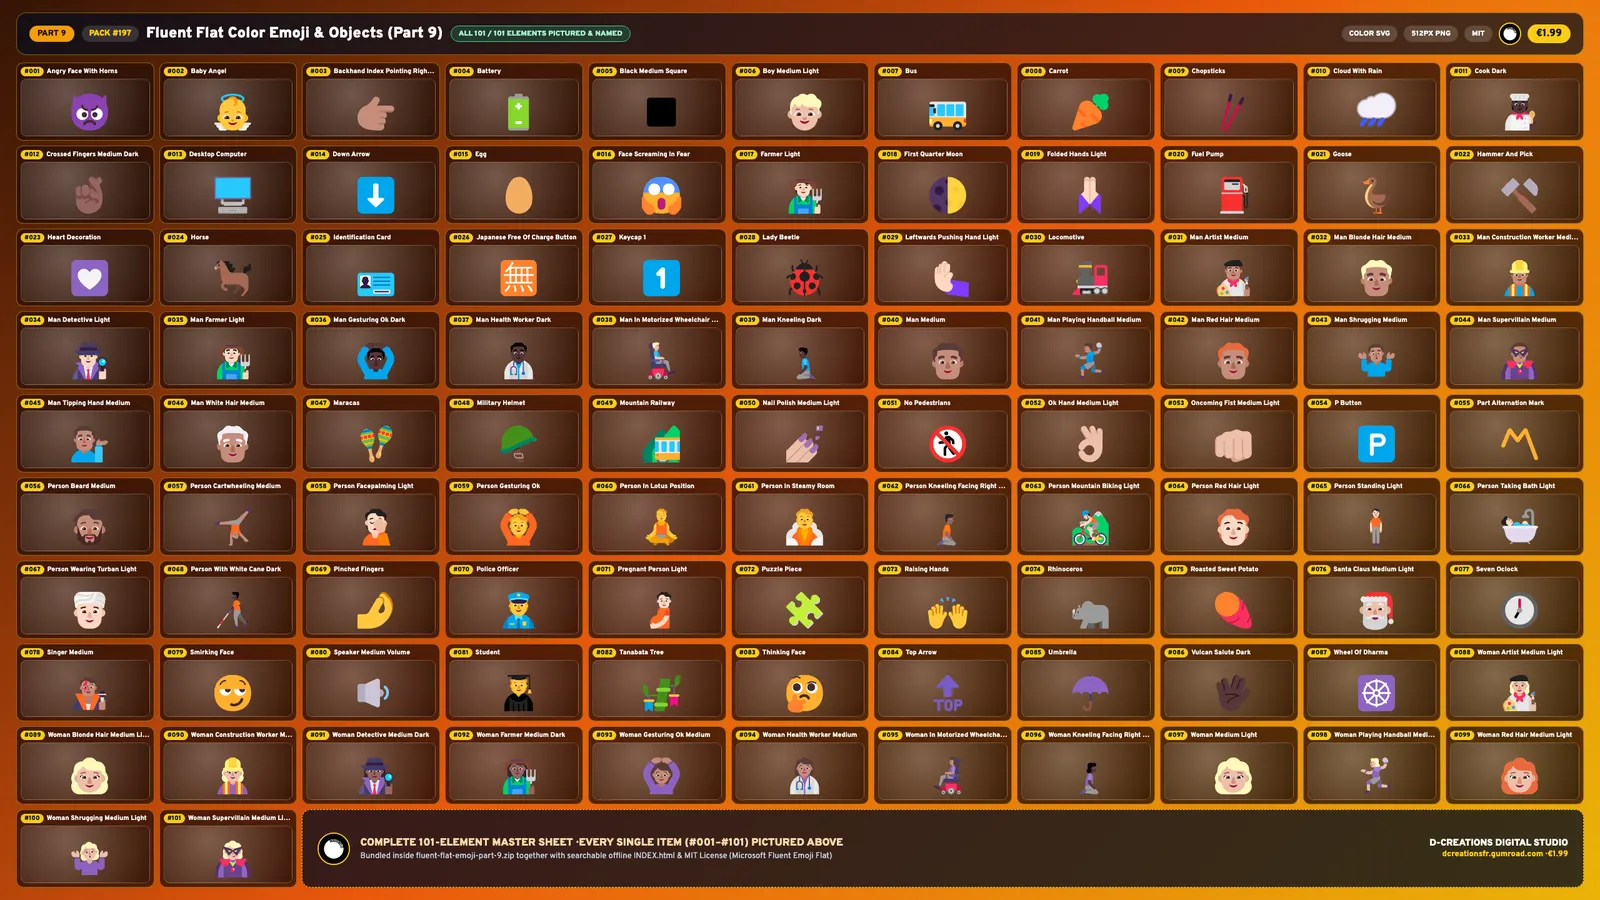 PART 9 PACK #197 Fluent Flat Color Emoji & Objects (Part 9) ALL 101 / 101 ELEMENTS PICTURED & NAMED COLOR SVG 512PX PNG MIT €1.99
#001 Angry Face With Horns
#002 Baby Angel
#003 Backhand Index Pointing Righ...
#004 Battery
#005 Black Medium Square
#006 Boy Medium Light
#007 Bus
#008 Carrot
#009 Chopsticks
#010 Cloud With Rain
#011 Cook Dark
#012 Crossed Fingers Medium Dark
#013 Desktop Computer
#014 Down Arrow
#015 Egg
#016 Face Screaming In Fear
#017 Farmer Light
#018 First Quarter Moon
#019 Folded Hands Light
#020 Fuel Pump
#021 Goose
#022 Hammer And Pick
#023 Heart Decoration
#024 Horse
#025 Identification Card
#026 Japanese Free Of Charge Button
無
#027 Keycap 1
1
#028 Lady Beetle
#029 Leftwards Pushing Hand Light
#030 Locomotive
#031 Man Artist Medium
#032 Man Blonde Hair Medium
#033 Man Construction Worker Medi...
#034 Man Detective Light
#035 Man Farmer Light
#036 Man Gesturing Ok Dark
#037 Man Health Worker Dark
#038 Man In Motorized Wheelchair ...
#039 Man Kneeling Dark
#040 Man Medium
#041 Man Playing Handball Medium
#042 Man Red Hair Medium
#043 Man Shrugging Medium
#044 Man Supervillain Medium
#045 Man Tipping Hand Medium
#046 Man White Hair Medium
#047 Maracas
#048 Military Helmet
#049 Mountain Railway
#050 Nail Polish Medium Light
#051 No Pedestrians
#052 Ok Hand Medium Light
#053 Oncoming Fist Medium Light
#054 P Button
P
#055 Part Alternation Mark
#056 Person Beard Medium
#057 Person Cartwheeling Medium
#058 Person Facepalming Light
#059 Person Gesturing Ok
#060 Person In Lotus Position
#061 Person In Steamy Room
#062 Person Kneeling Facing Right ...
#063 Person Mountain Biking Light
#064 Person Red Hair Light
#065 Person Standing Light
#066 Person Taking Bath Light
#067 Person Wearing Turban Light
#068 Person With White Cane Dark
#069 Pinched Fingers
#070 Police Officer
#071 Pregnant Person Light
#072 Puzzle Piece
#073 Raising Hands
#074 Rhinoceros
#075 Roasted Sweet Potato
#076 Santa Claus Medium Light
#077 Seven Oclock
#078 Singer Medium
#079 Smirking Face
#080 Speaker Medium Volume
#081 Student
#082 Tanabata Tree
#083 Thinking Face
#084 Top Arrow
TOP
#085 Umbrella
#086 Vulcan Salute Dark
#087 Wheel Of Dharma
#088 Woman Artist Medium Light
#089 Woman Blonde Hair Medium Li...
#090 Woman Construction Worker M...
#091 Woman Detective Medium Dark
#092 Woman Farmer Medium Dark
#093 Woman Gesturing Ok Medium
#094 Woman Health Worker Medium
#095 Woman In Motorized Wheelcha...
#096 Woman Kneeling Facing Right ...
#097 Woman Medium Light
#098 Woman Playing Handball Medi...
#099 Woman Red Hair Medium Light
#100 Woman Shrugging Medium Light
#101 Woman Supervillain Medium Li...
COMPLETE 101-ELEMENT MASTER SHEET · EVERY SINGLE ITEM (#001–#101) PICTURED ABOVE
Bundled inside fluent-flat-emoji-part-9.zip together with searchable offline INDEX.html & MIT License (Microsoft Fluent Emoji Flat)
D-CREATIONS DIGITAL STUDIO
dcreationsfr.gumroad.com · €1.99